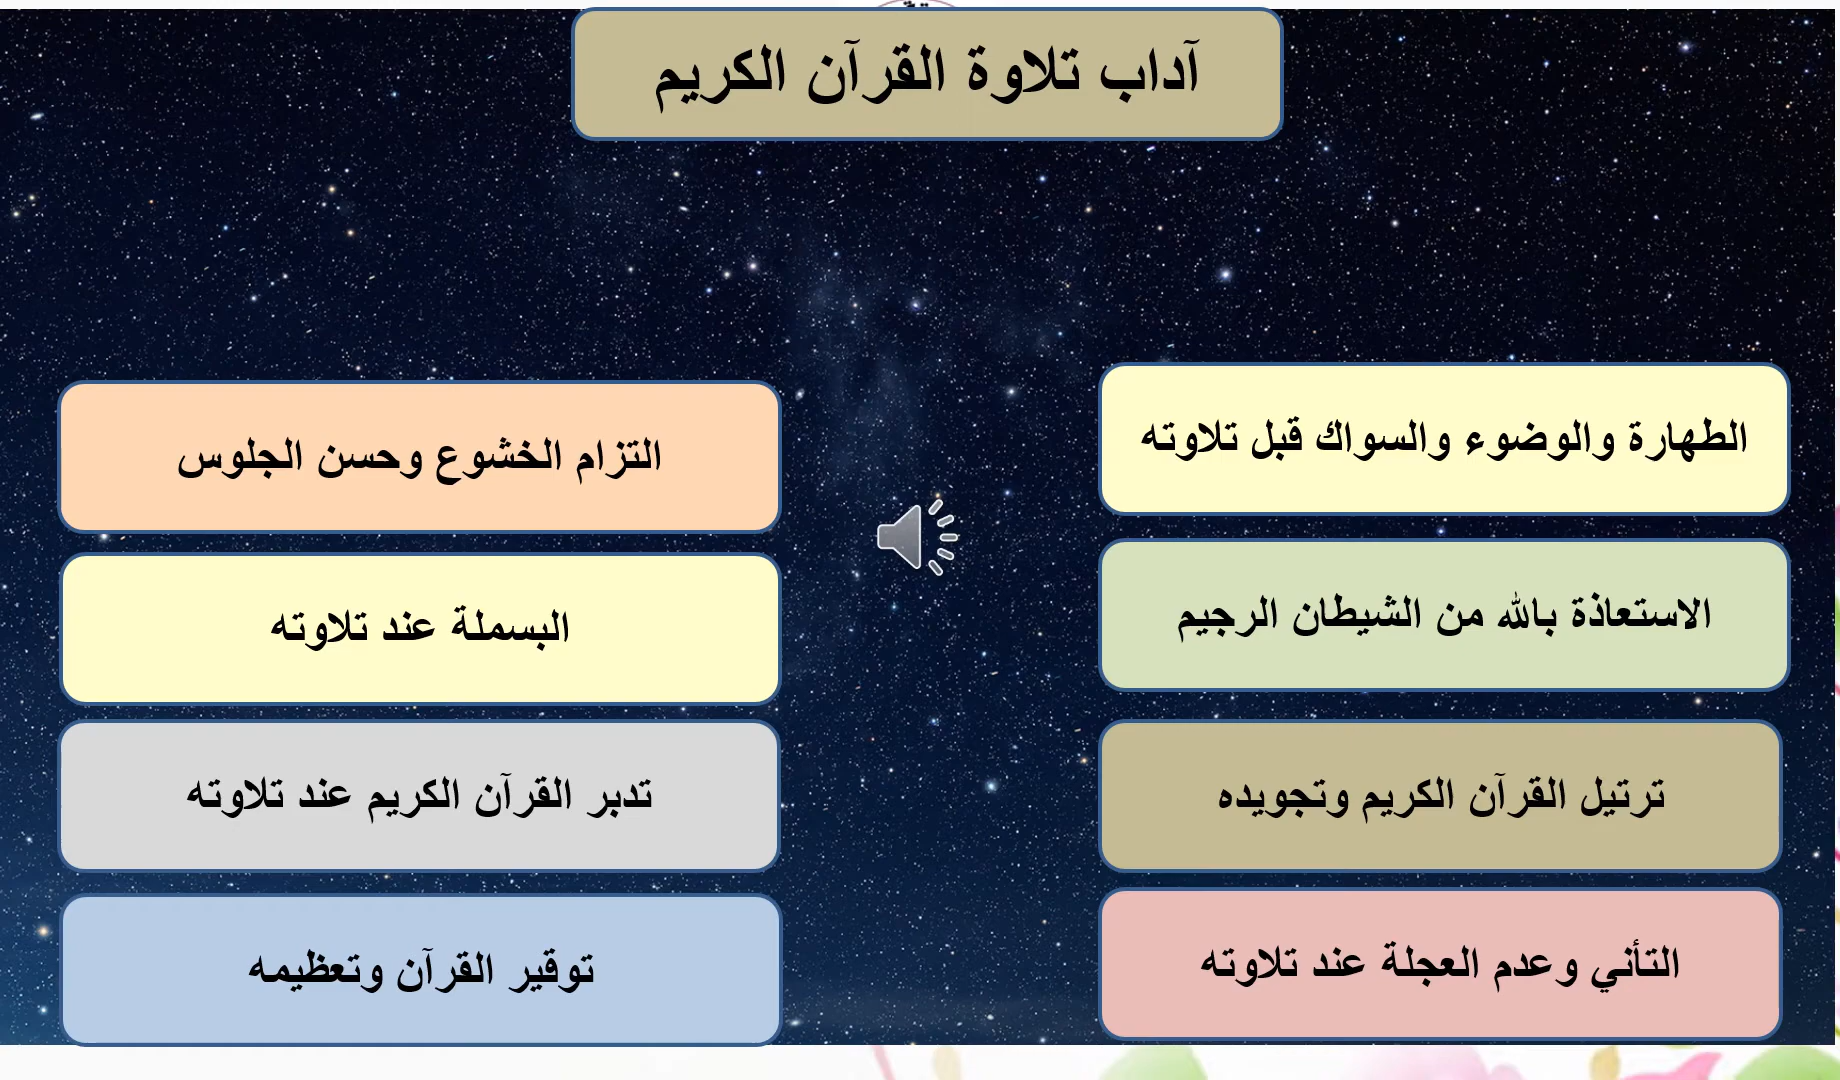 آداب تلاوة القرآن الكريم
الطهارة والوضوء والسواك قبل تلاوته
التزام الخشوع وحسن الجلوس
الاستعاذة بالله من الشيطان الرجيم
البسملة عند تلاوته
ترتيل القرآن الكريم وتجويده
تدبر القرآن الكريم عند تلاوته
التأني وعدم العجلة عند تلاوته
توقير القرآن وتعظيمه